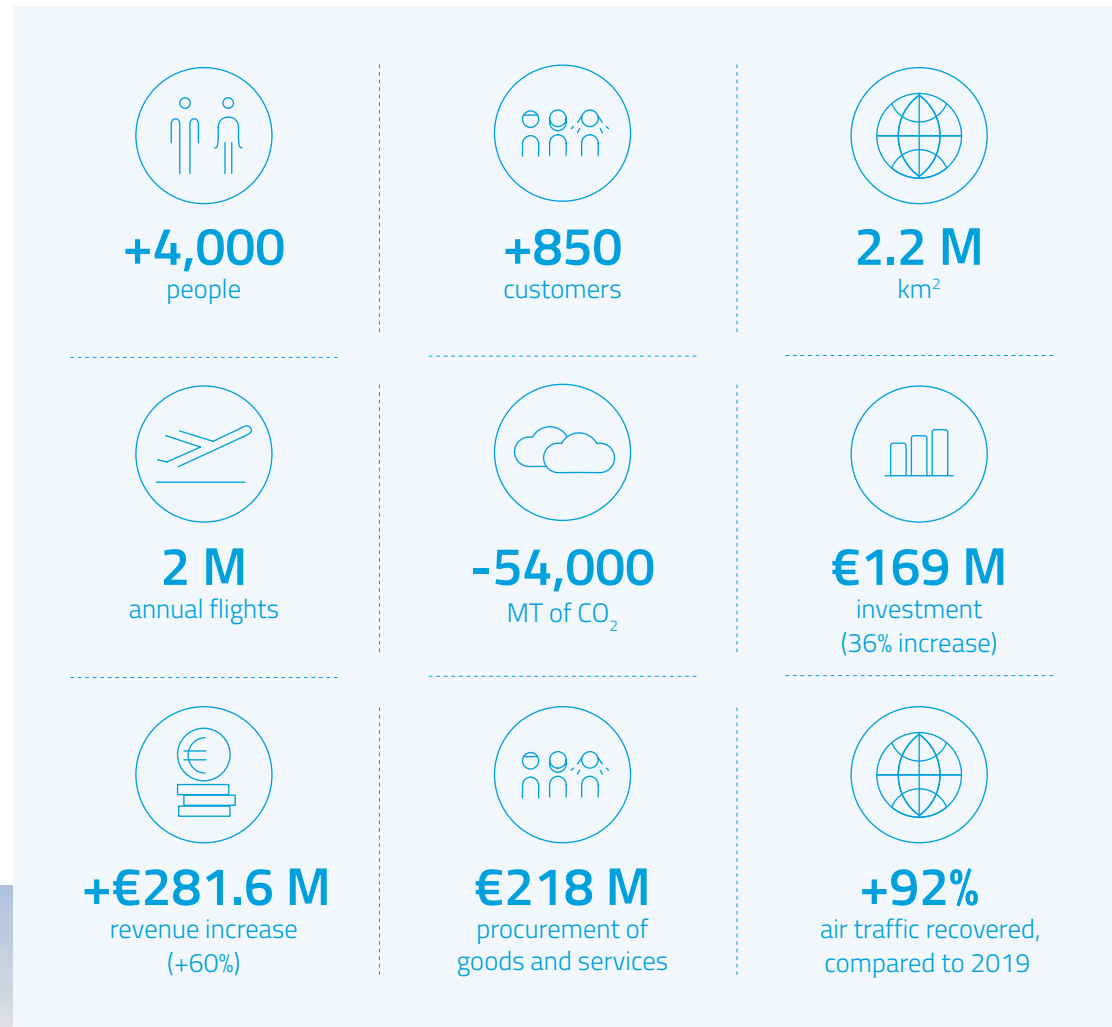 +4,000
people
+850
customers
2.2 M
km²
2 M
annual flights
-54,000
MT of CO₂
€169 M
investment
(36% increase)
+€281.6 M
revenue increase
(+60%)
€218 M
procurement of
goods and services
+92%
air traffic recovered,
compared to 2019